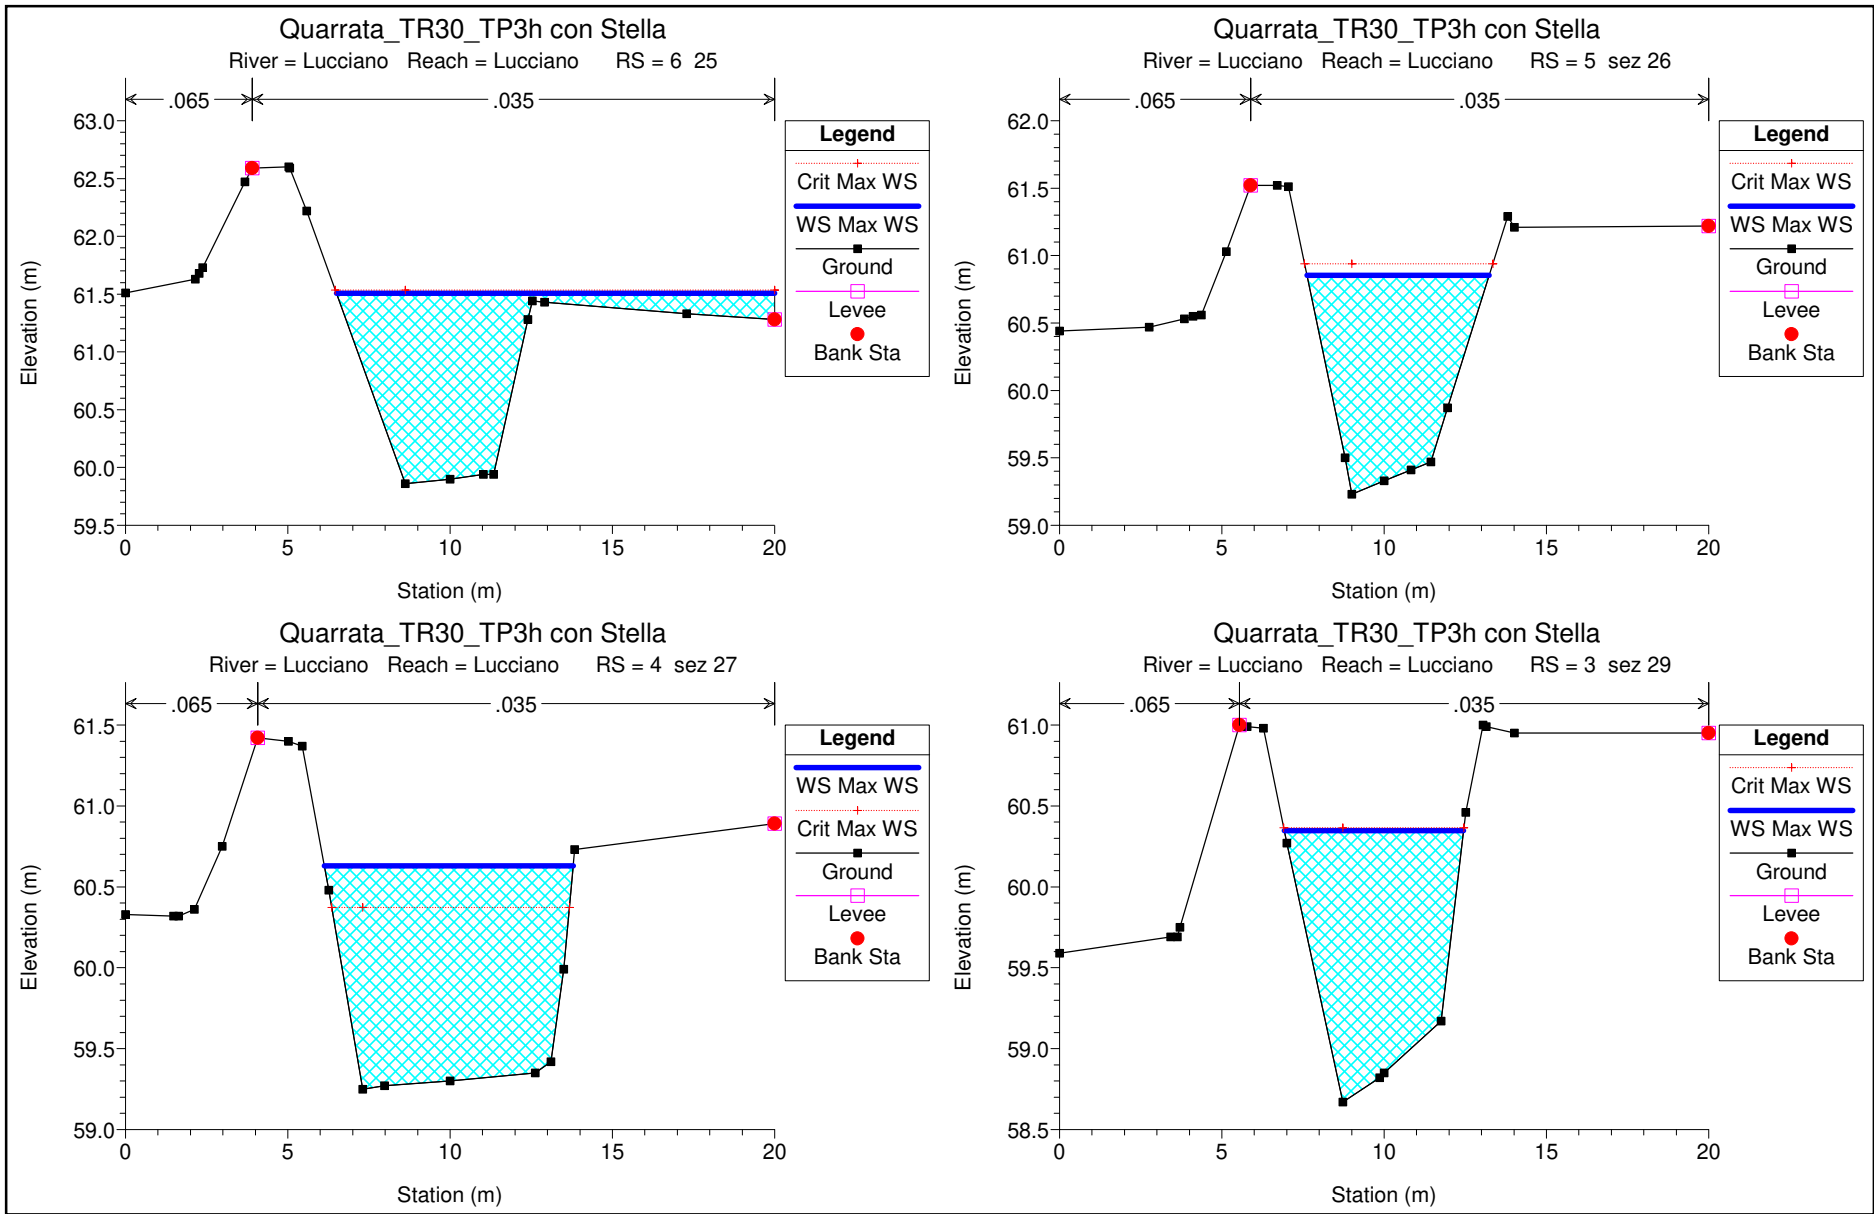 Quarrata_TR30_TP3h con Stella
River = Lucciano Reach = Lucciano RS = 6 25
.065 .035
63.0
62.5
62.0
61.5
61.0
60.5
60.0
59.5
Elevation (m)
0 5 10 15 20
Station (m)
Legend
Crit Max WS
WS Max WS
Ground
Levee
Bank Sta
Quarrata_TR30_TP3h con Stella
River = Lucciano Reach = Lucciano RS = 5 sez 26
.065 .035
62.0
61.5
61.0
60.5
60.0
59.5
59.0
Elevation (m)
0 5 10 15 20
Station (m)
Legend
Crit Max WS
WS Max WS
Ground
Levee
Bank Sta
Quarrata_TR30_TP3h con Stella
River = Lucciano Reach = Lucciano RS = 4 sez 27
.065 .035
61.5
61.0
60.5
60.0
59.5
59.0
Elevation (m)
0 5 10 15 20
Station (m)
Legend
WS Max WS
Crit Max WS
Ground
Levee
Bank Sta
Quarrata_TR30_TP3h con Stella
River = Lucciano Reach = Lucciano RS = 3 sez 29
.065 .035
61.0
60.5
60.0
59.5
59.0
58.5
Elevation (m)
0 5 10 15 20
Station (m)
Legend
Crit Max WS
WS Max WS
Ground
Levee
Bank Sta